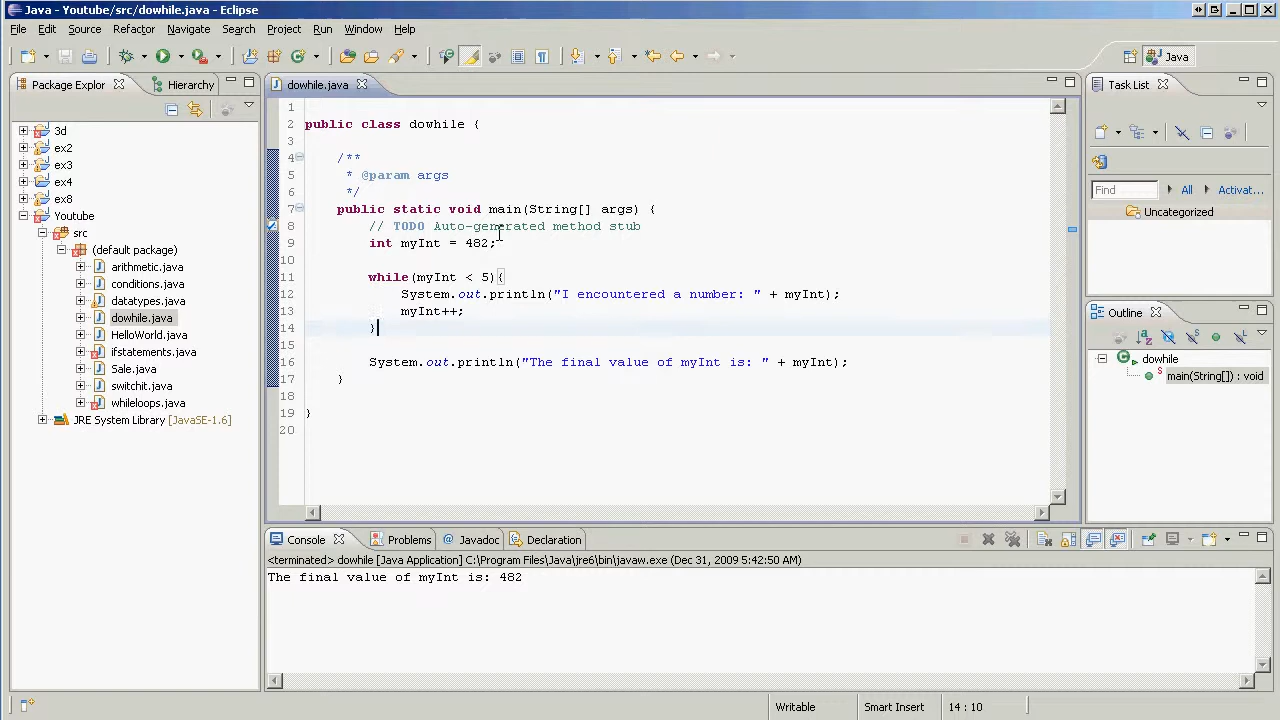 Java - Youtube/src/dowhile.java - Eclipse
File Edit Source Refactor Navigate Search Project Run Window Help
Java
Package Explor Hierarchy
3d
ex2
ex3
ex4
ex8
Youtube
src
(default package)
arithmetic.java
conditions.java
datatypes.java
dowhile.java
HelloWorld.java
ifstatements.java
Sale.java
switchit.java
whileloops.java
JRE System Library [JavaSE-1.6]
dowhile.java
1
2 public class dowhile {
3
4 /**
5 * @param args
6 */
7 public static void main(String[] args) {
8 // TODO Auto-generated method stub
9 int myInt = 482;
10
11 while(myInt < 5){
12 System.out.println("I encountered a number: " + myInt);
13 myInt++;
14 }
15
16 System.out.println("The final value of myInt is: " + myInt);
17 }
18
19 }
20
Task List
Find All Activat...
Uncategorized
Outline
dowhile
main(String[]) : void
Console Problems Javadoc Declaration
<terminated> dowhile [Java Application] C:\Program Files\Java\jre6\bin\javaw.exe (Dec 31, 2009 5:42:50 AM)
The final value of myInt is: 482
Writable Smart Insert 14 : 10